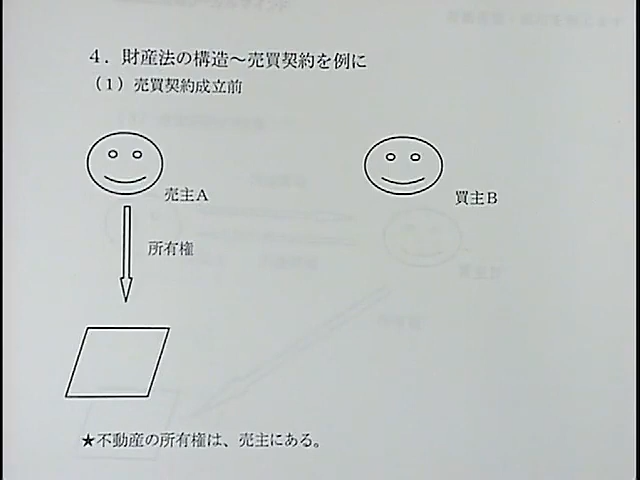 4．財産法の構造～売買契約を例に
（1）売買契約成立前
売主A
買主B
所有権
★不動産の所有権は、売主にある。